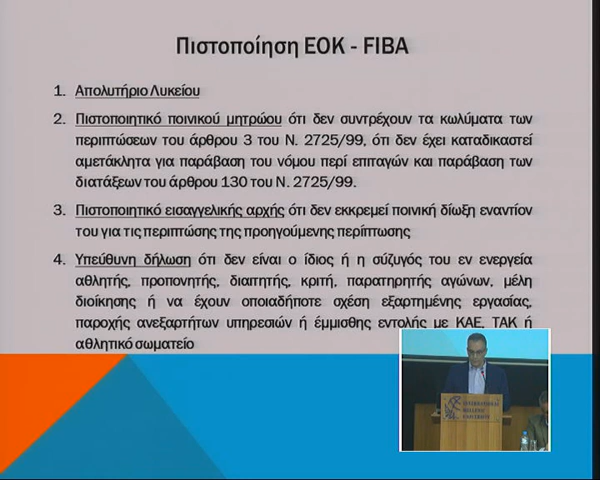 Πιστοποίηση ΕΟΚ - FIBA
1. Απολυτήριο Λυκείου
2. Πιστοποιητικό ποινικού μητρώου ότι δεν συντρέχουν τα κωλύματα των
περιπτώσεων του άρθρου 3 του Ν. 2725/99, ότι δεν έχει καταδικαστεί
αμετάκλητα για παράβαση του νόμου περί επιταγών και παράβαση των
διατάξεων του άρθρου 130 του Ν. 2725/99.
3. Πιστοποιητικό εισαγγελικής αρχής ότι δεν εκκρεμεί ποινική δίωξη εναντίον
του για τις περιπτώσης της προηγούμενης περίπτωσης
4. Υπεύθυνη δήλωση ότι δεν είναι ο ίδιος ή η σύζυγός του εν ενεργεία
αθλητής, προπονητής, διαιτητής, κριτή, παρατηρητής αγώνων, μέλη
διοίκησης ή να έχουν οποιαδήποτε σχέση εξαρτημένης εργασίας,
παροχής ανεξαρτήτων υπηρεσιών ή έμμισθης εντολής με ΚΑΕ, ΤΑΚ ή
αθλητικό σωματείο
INTERNATIONAL
HELLENIC
UNIVERSITY